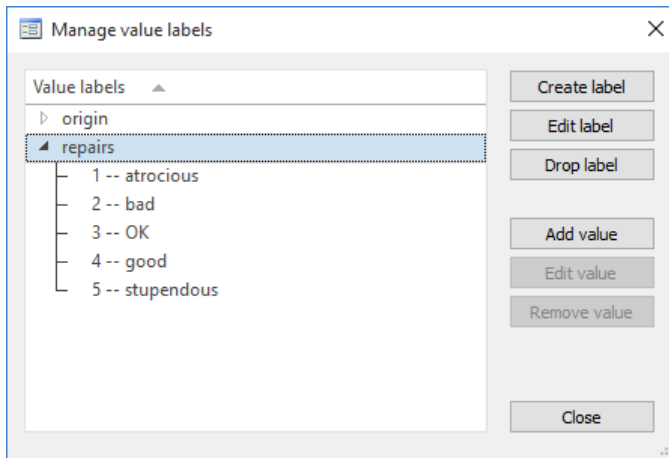 Manage value labels
Value labels
origin
repairs
1 -- atrocious
2 -- bad
3 -- OK
4 -- good
5 -- stupendous
Create label
Edit label
Drop label
Add value
Edit value
Remove value
Close